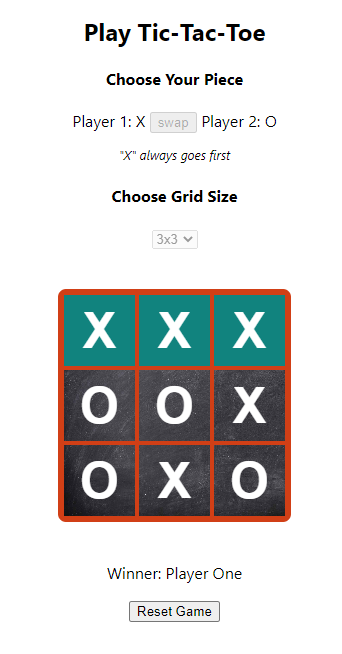 Play Tic-Tac-Toe
Choose Your Piece
Player 1: X swap Player 2: O
"X" always goes first
Choose Grid Size
3x3
X X X
O O X
O X O
Winner: Player One
Reset Game